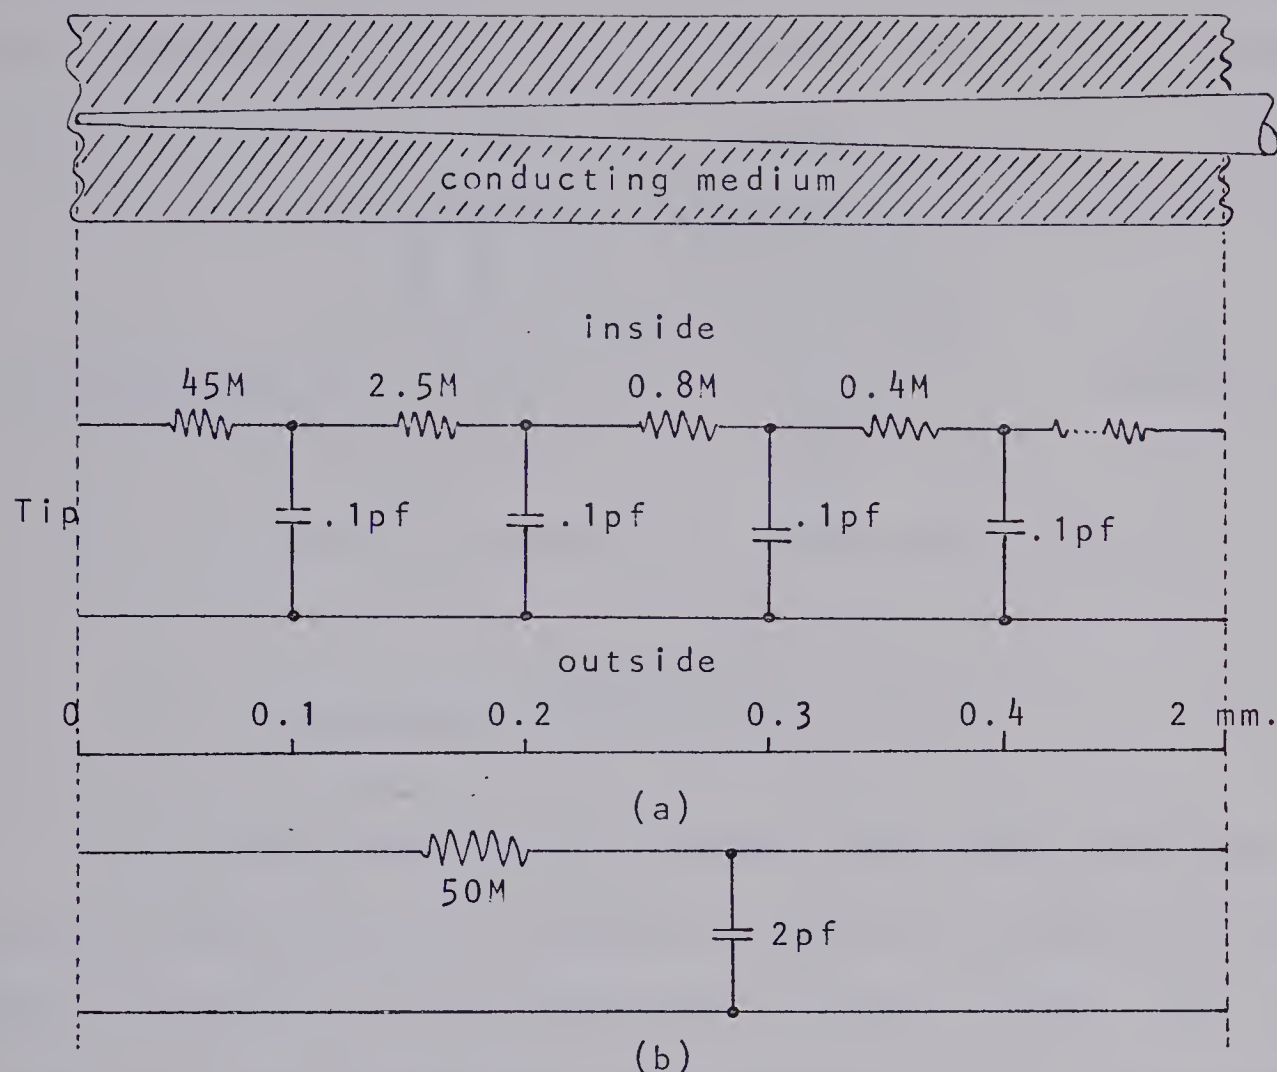 conducting medium
inside
45M 2.5M 0.8M 0.4M
Tip .1pf .1pf .1pf .1pf
outside
0 0.1 0.2 0.3 0.4 2 mm.
(a)
50M
2pf
(b)